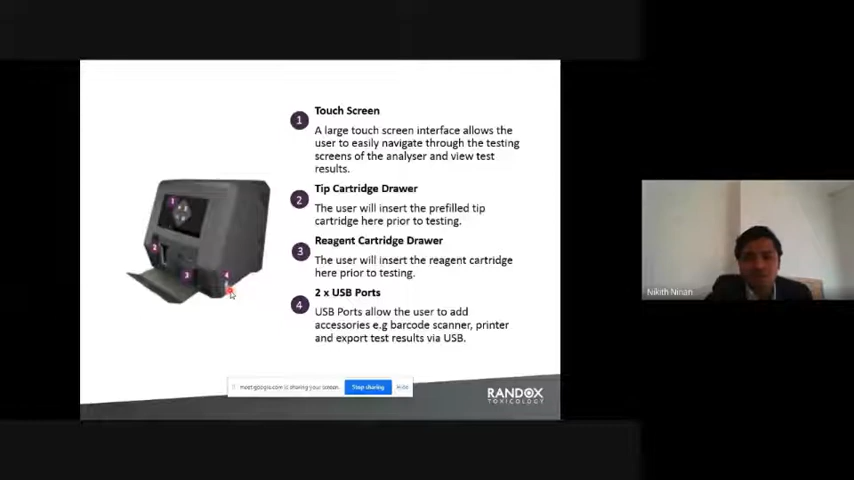 1
Touch Screen
A large touch screen interface allows the
user to easily navigate through the testing
screens of the analyser and view test
results.
2
Tip Cartridge Drawer
The user will insert the prefilled tip
cartridge here prior to testing.
3
Reagent Cartridge Drawer
The user will insert the reagent cartridge
here prior to testing.
4
2 x USB Ports
USB Ports allow the user to add
accessories e.g barcode scanner, printer
and export test results via USB.
1
2
3
4
meet.google.com is sharing your screen.
Stop sharing
Hide
RANDOX
TOXICOLOGY
Nikith Ninan